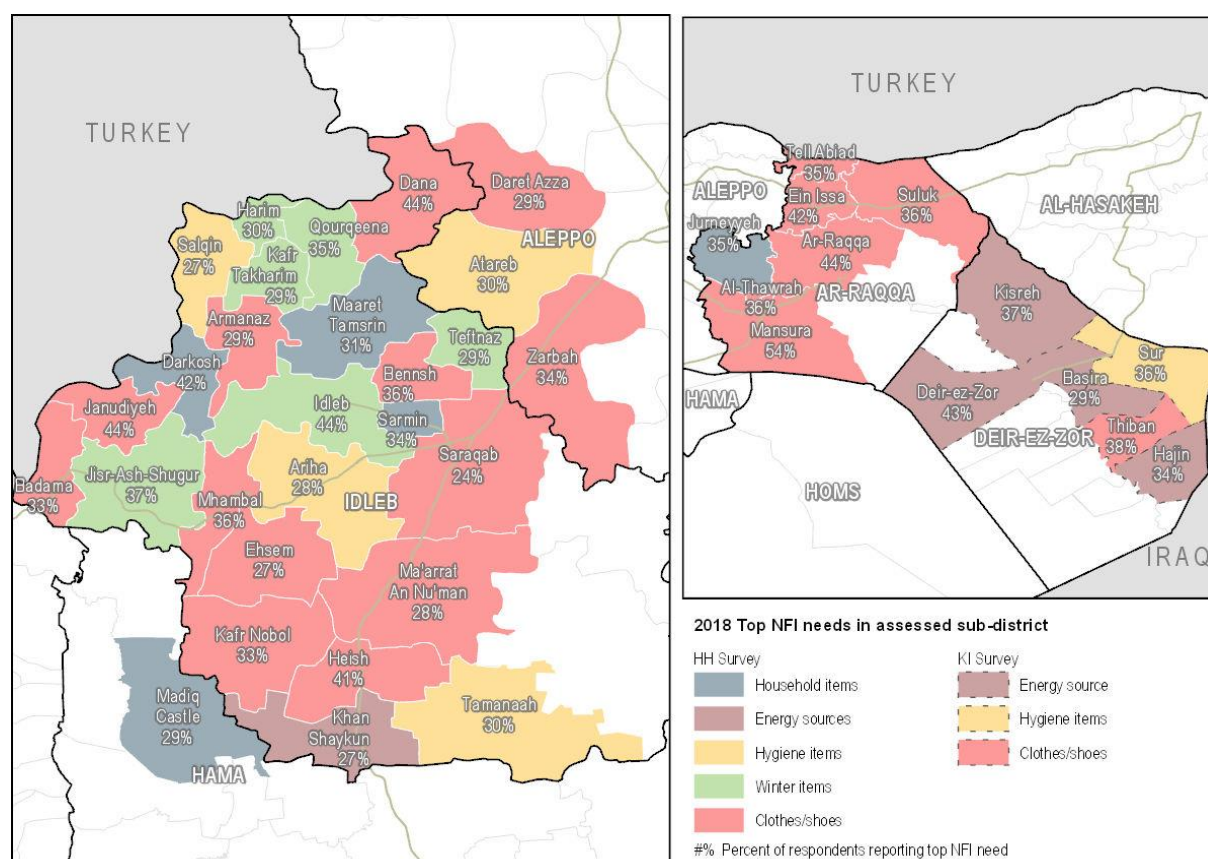 TURKEY
Dana
44%
Daret Azza
29%
ALEPPO
Harim
30%
Qourqeena
35%
Salqin
27%
Kafr
Takharim
29%
Atareb
30%
Maaret
Tamsrin
31%
Armanaz
29%
Teftnaz
29%
Zarbah
34%
Darkosh
42%
Bennsh
36%
Janudiyeh
44%
Idleb
44%
Sarmin
34%
Saraqab
24%
Jisr-Ash-Shugur
37%
Ariha
28%
Badama
33%
Mhambal
36%
IDLEB
Ehsem
27%
Ma'arrat
An Nu'man
28%
Kafr Nobol
33%
Heish
41%
Madiq
Castle
29%
Khan
Shaykun
27%
Tamanaah
30%
HAMA
TURKEY
Tell Abiad
35%
ALEPPO
Ein Issa
42%
Suluk
36%
AL-HASAKEH
Jurneyyeh
35%
Ar-Raqqa
44%
Al-Thawrah
36%
AR-RAQQA
Kisreh
37%
Mansura
54%
Sur
36%
HAMA
Deir-ez-Zor
43%
Basira
29%
Thiban
38%
DEIR-EZ-ZOR
Hajin
34%
HOMS
IRAQ
2018 Top NFI needs in assessed sub-district
HH Survey
Household items
Energy sources
Hygiene items
Winter items
Clothes/shoes
KI Survey
Energy source
Hygiene items
Clothes/shoes
#% Percent of respondents reporting top NFI need